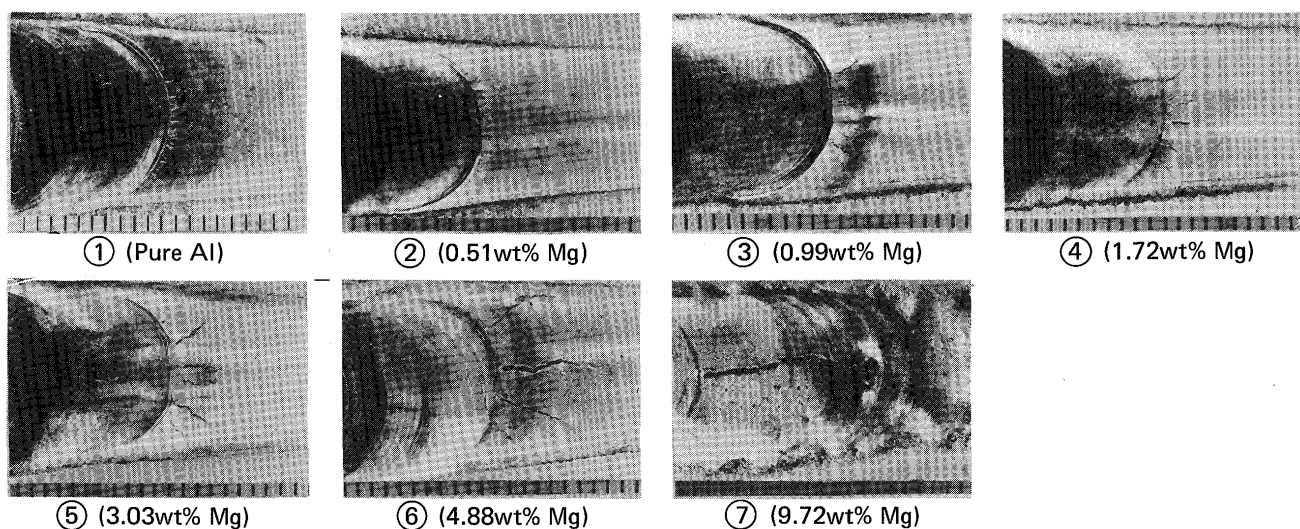 ① (Pure Al)
② (0.51wt% Mg)
③ (0.99wt% Mg)
④ (1.72wt% Mg)
⑤ (3.03wt% Mg)
⑥ (4.88wt% Mg)
⑦ (9.72wt% Mg)